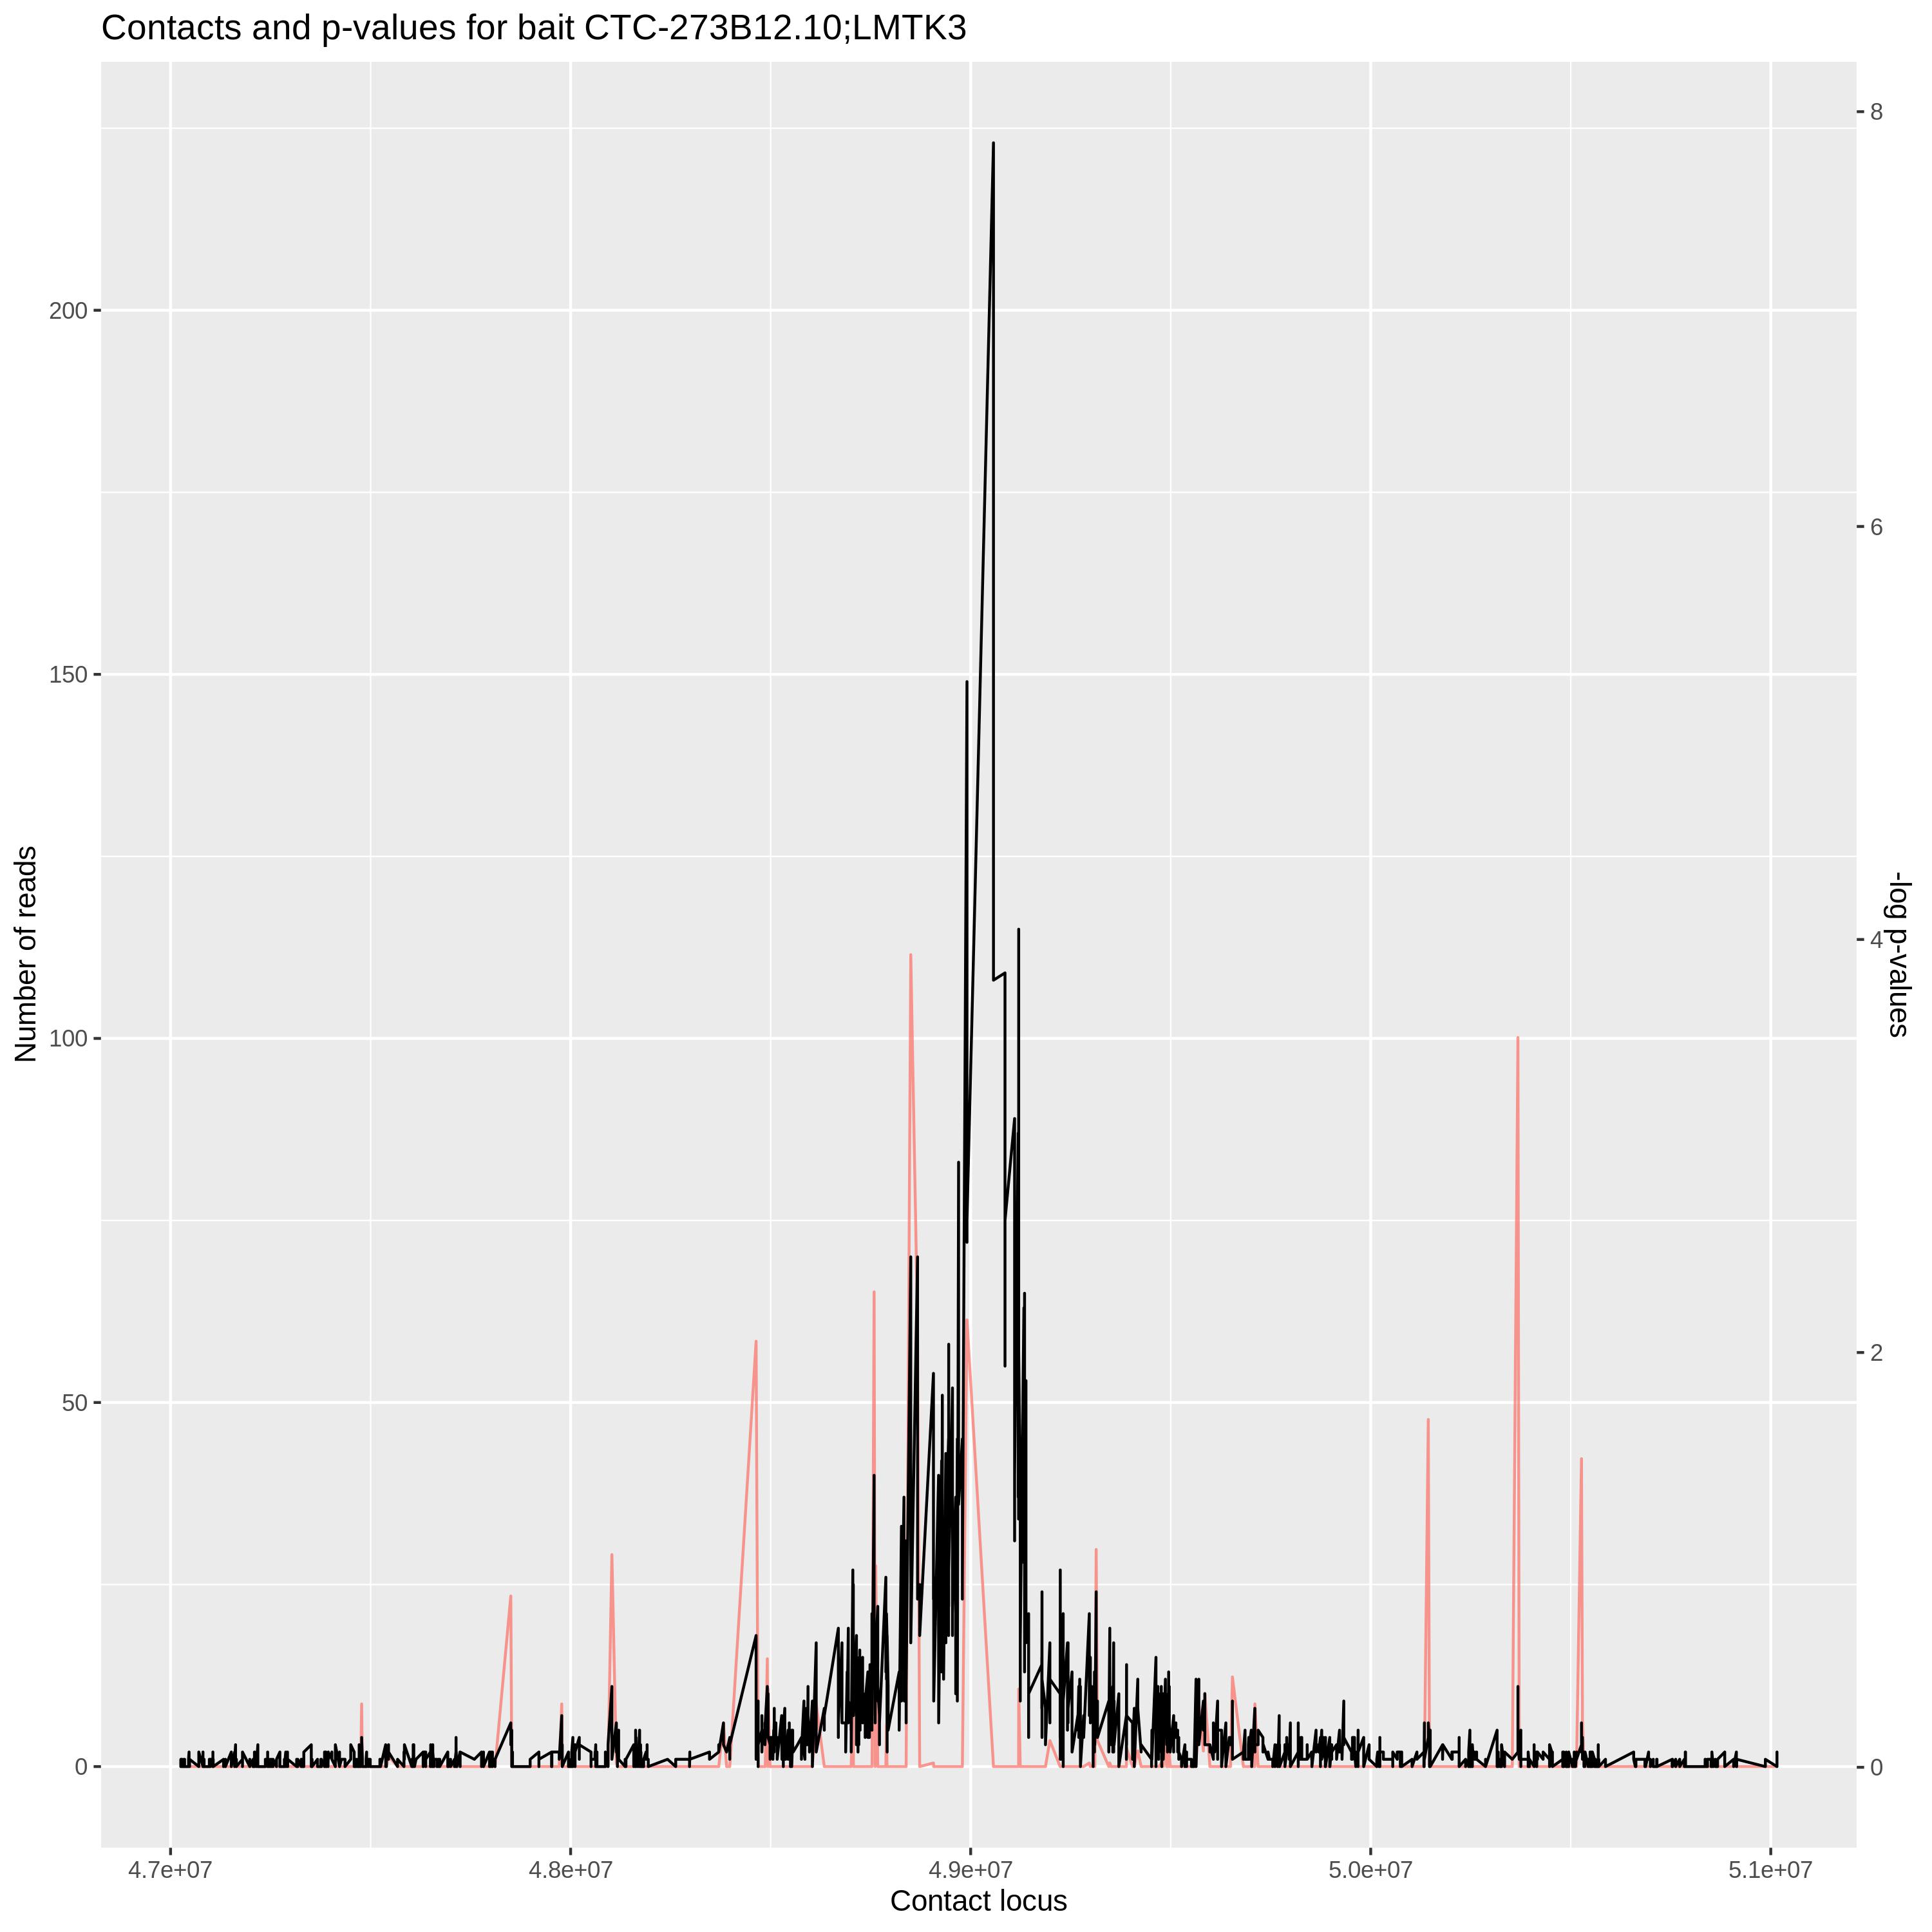 Contacts and p-values for bait CTC-273B12.10;LMTK3
Number of reads
200
150
100
50
0
8
6
4
2
0
-log p-values
4.7e+07 4.8e+07 4.9e+07 5.0e+07 5.1e+07
Contact locus